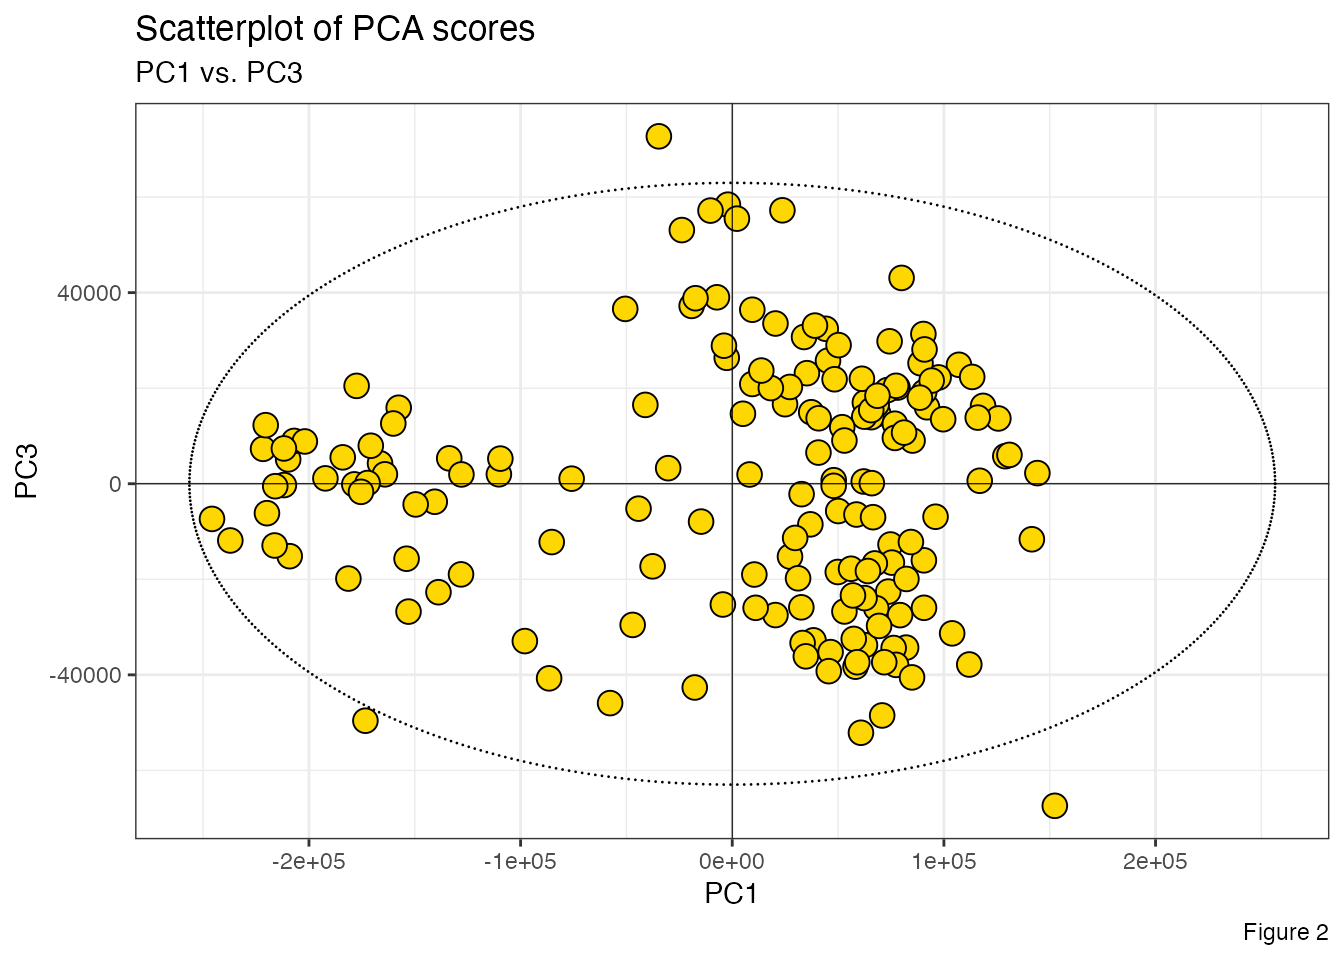 Scatterplot of PCA scores
PC1 vs. PC3
PC3
40000
0
-40000
-2e+05 -1e+05 0e+00 1e+05 2e+05
PC1
Figure 2